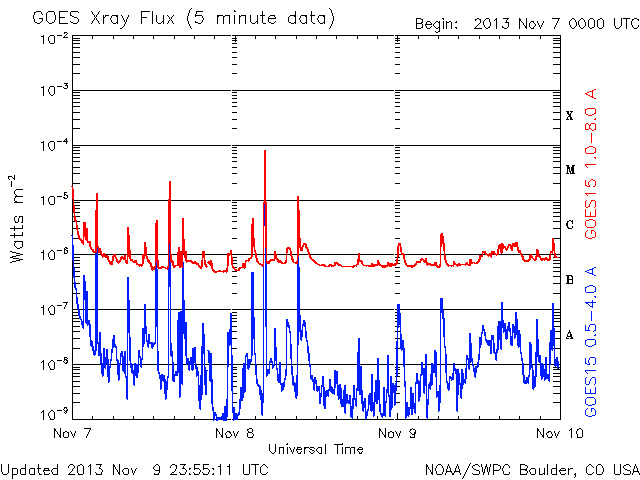 GOES Xray Flux (5 minute data)
Begin: 2013 Nov 7 0000 UTC
10⁻²
10⁻³
10⁻⁴
10⁻⁵
10⁻⁶
10⁻⁷
10⁻⁸
10⁻⁹
Watts m⁻²
X
M
C
B
A
GOES15 1.0-8.0 A
GOES15 0.5-4.0 A
Nov 7
Nov 8
Nov 9
Nov 10
Universal Time
Updated 2013 Nov 9 23:55:11 UTC
NOAA/SWPC Boulder, CO USA